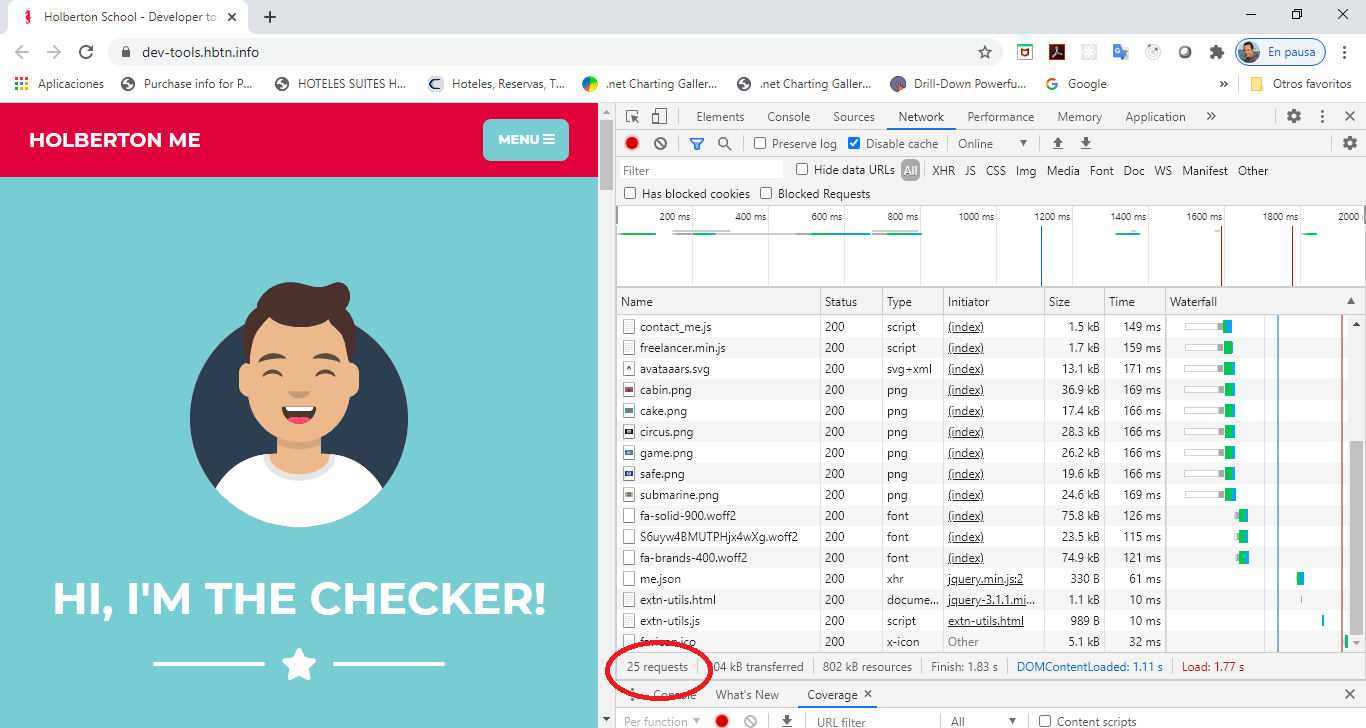 Holberton School - Developer to
dev-tools.hbtn.info
En pausa
Aplicaciones Purchase info for P... HOTELES SUITES H... Hoteles, Reservas, T... .net Charting Galler... .net Charting Galler... Drill-Down Powerfu... Google » Otros favoritos
HOLBERTON ME
MENU
HI, I'M THE CHECKER!
Elements Console Sources Network Performance Memory Application »
Preserve log Disable cache Online
Filter Hide data URLs All XHR JS CSS Img Media Font Doc WS Manifest Other
Has blocked cookies Blocked Requests
200 ms 400 ms 600 ms 800 ms 1000 ms 1200 ms 1400 ms 1600 ms 1800 ms 2000
Name Status Type Initiator Size Time Waterfall
contact_me.js 200 script (index) 1.5 kB 149 ms
freelancer.min.js 200 script (index) 1.7 kB 159 ms
avataaars.svg 200 svg+xml (index) 13.1 kB 171 ms
cabin.png 200 png (index) 36.9 kB 169 ms
cake.png 200 png (index) 17.4 kB 166 ms
circus.png 200 png (index) 28.3 kB 166 ms
game.png 200 png (index) 26.2 kB 166 ms
safe.png 200 png (index) 19.6 kB 166 ms
submarine.png 200 png (index) 24.6 kB 169 ms
fa-solid-900.woff2 200 font (index) 75.8 kB 126 ms
S6uyw4BMUTPHjx4wXg.woff2 200 font (index) 23.5 kB 115 ms
fa-brands-400.woff2 200 font (index) 74.9 kB 121 ms
me.json 200 xhr jquery.min.js:2 330 B 61 ms
extn-utils.html 200 docume... jquery-3.1.1.mi... 1.1 kB 10 ms
extn-utils.js 200 script extn-utils.html 989 B 10 ms
favicon.ico 200 x-icon Other 5.1 kB 32 ms
25 requests 04 kB transferred 802 kB resources Finish: 1.83 s DOMContentLoaded: 1.11 s Load: 1.77 s
Console What's New Coverage
Per function URL filter All Content scripts